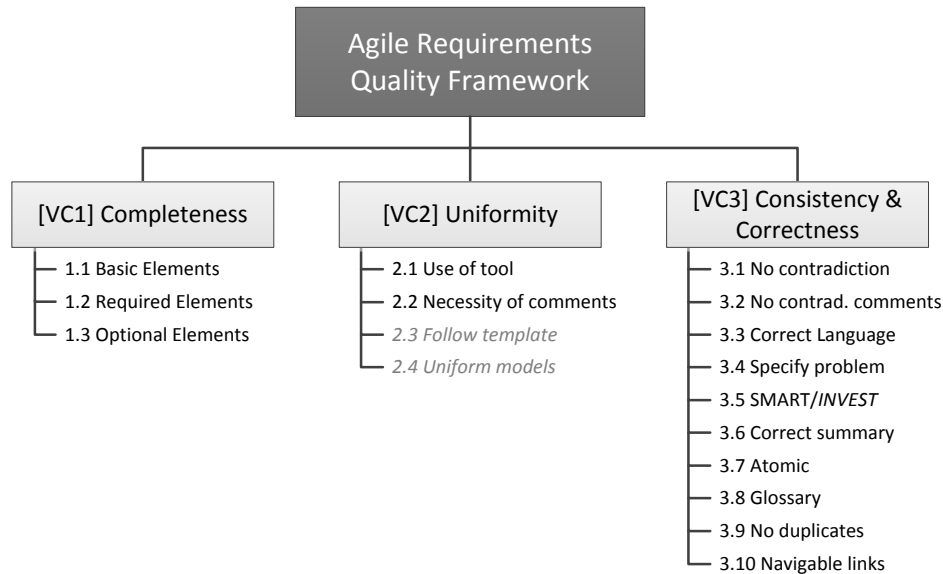 Agile Requirements
Quality Framework
[VC1] Completeness
1.1 Basic Elements
1.2 Required Elements
1.3 Optional Elements
[VC2] Uniformity
2.1 Use of tool
2.2 Necessity of comments
2.3 Follow template
2.4 Uniform models
[VC3] Consistency &
Correctness
3.1 No contradiction
3.2 No contrad. comments
3.3 Correct Language
3.4 Specify problem
3.5 SMART/INVEST
3.6 Correct summary
3.7 Atomic
3.8 Glossary
3.9 No duplicates
3.10 Navigable links